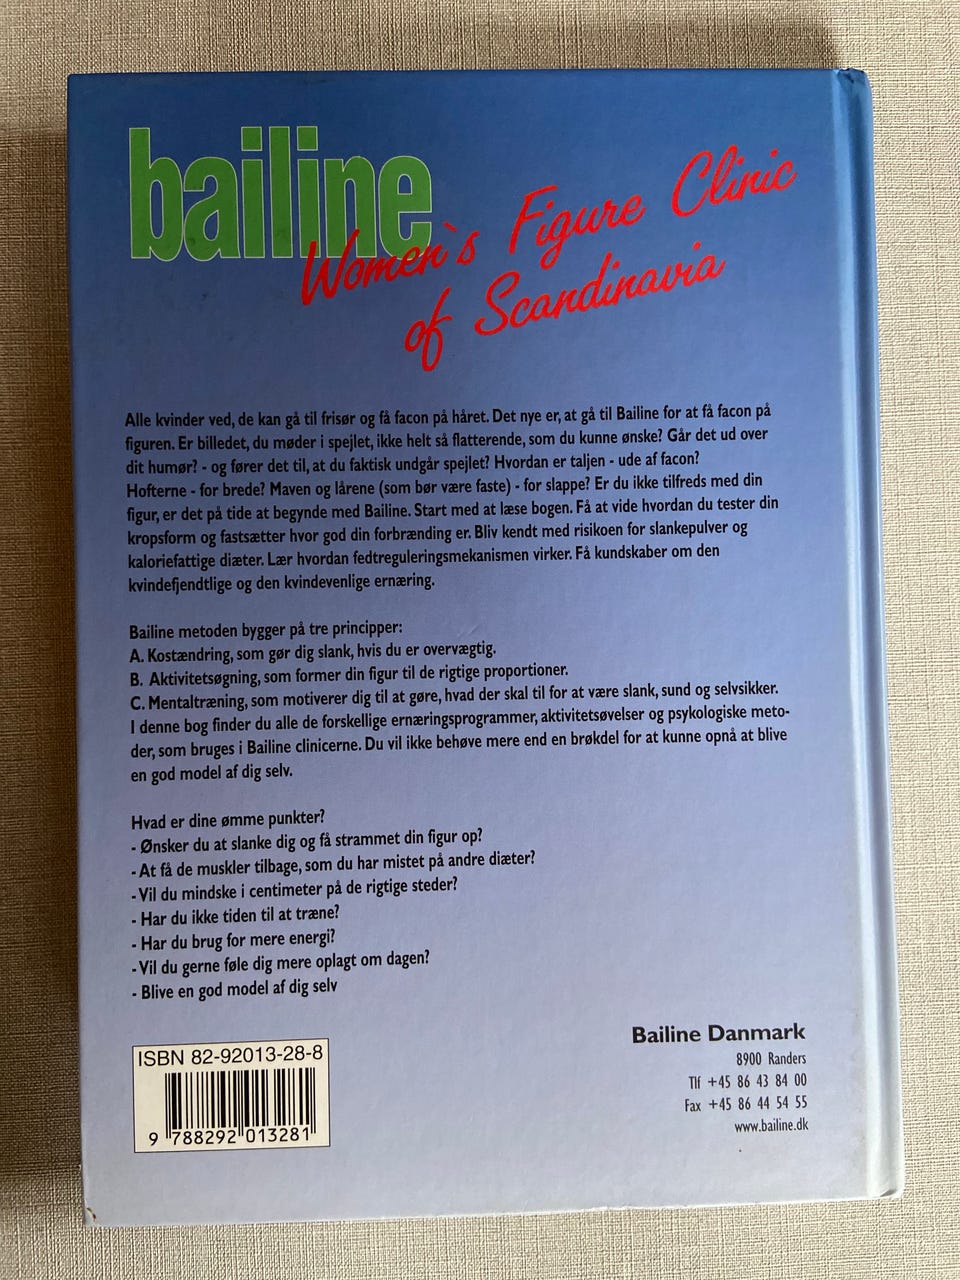 bailine
Women`s Figure Clinic
of Scandinavia
Alle kvinder ved, de kan gå til frisør og få facon på håret. Det nye er, at gå til Bailine for at få facon på
figuren. Er billedet, du møder i spejlet, ikke helt så flatterende, som du kunne ønske? Går det ud over
dit humør? - og fører det til, at du faktisk undgår spejlet? Hvordan er taljen - ude af facon?
Hofterne - for brede? Maven og lårene (som bør være faste) - for slappe? Er du ikke tilfreds med din
figur, er det på tide at begynde med Bailine. Start med at læse bogen. Få at vide hvordan du tester din
kropsform og fastsætter hvor god din forbrænding er. Bliv kendt med risikoen for slankepulver og
kaloriefattige diæter. Lær hvordan fedtreguleringsmekanismen virker. Få kundskaber om den
kvindefjendtlige og den kvindevenlige ernæring.
Bailine metoden bygger på tre principper:
A. Kostændring, som gør dig slank, hvis du er overvægtig.
B. Aktivitetsøgning, som former din figur til de rigtige proportioner.
C. Mentaltræning, som motiverer dig til at gøre, hvad der skal til for at være slank, sund og selvsikker.
I denne bog finder du alle de forskellige ernæringsprogrammer, aktivitetsøvelser og psykologiske meto-
der, som bruges i Bailine clinicerne. Du vil ikke behøve mere end en brøkdel for at kunne opnå at blive
en god model af dig selv.
Hvad er dine ømme punkter?
- Ønsker du at slanke dig og få strammet din figur op?
- At få de muskler tilbage, som du har mistet på andre diæter?
- Vil du mindske i centimeter på de rigtige steder?
- Har du ikke tiden til at træne?
- Har du brug for mere energi?
- Vil du gerne føle dig mere oplagt om dagen?
- Blive en god model af dig selv
ISBN 82-92013-28-8
9 788292 013281
Bailine Danmark
8900 Randers
Tlf +45 86 43 84 00
Fax +45 86 44 54 55
www.bailine.dk